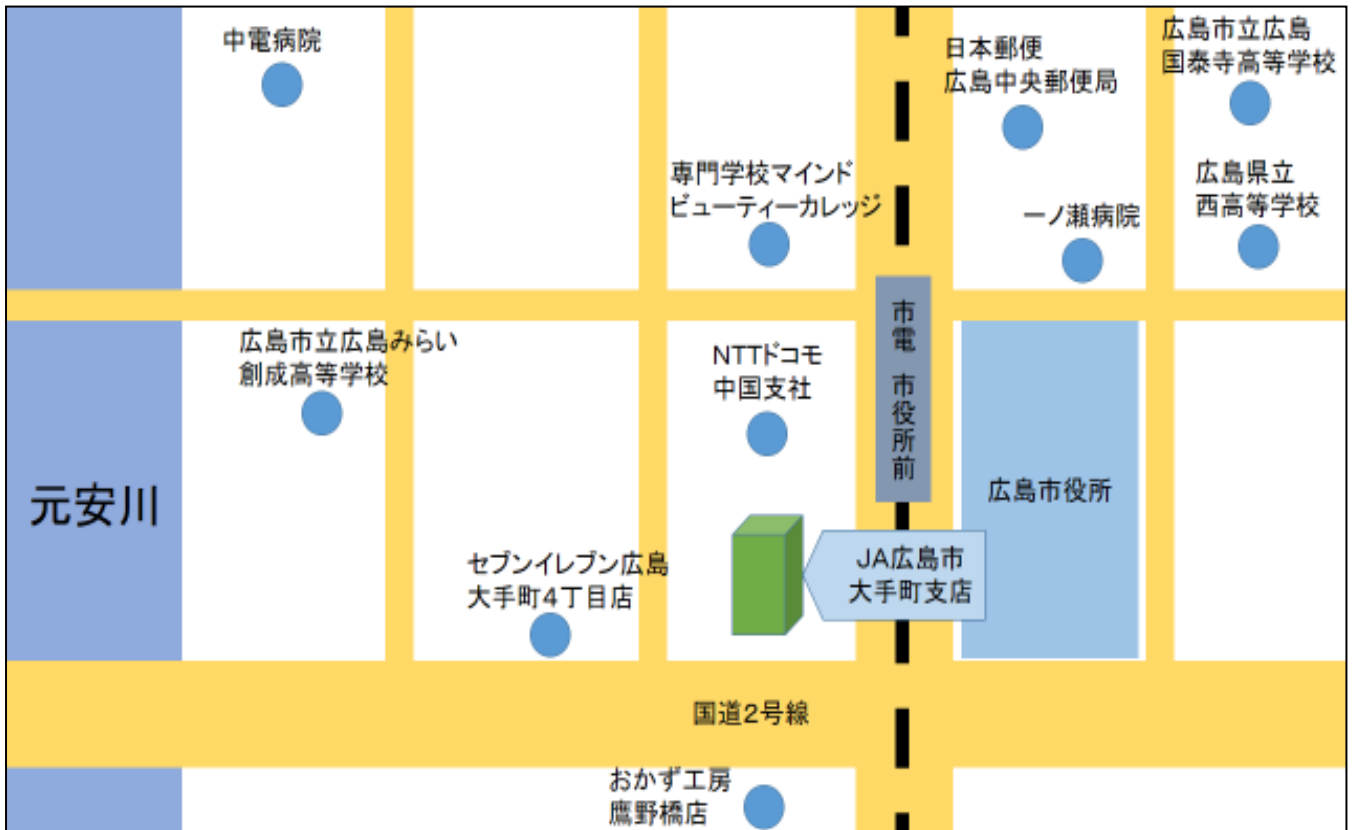 中電病院
日本郵便
広島中央郵便局
広島市立広島
国泰寺高等学校
専門学校マインド
ビューティーカレッジ
一ノ瀬病院
広島県立
西高等学校
市電 市役所前
広島市立広島みらい
創成高等学校
NTTドコモ
中国支社
元安川
広島市役所
セブンイレブン広島
大手町4丁目店
JA広島市
大手町支店
国道2号線
おかず工房
鷹野橋店